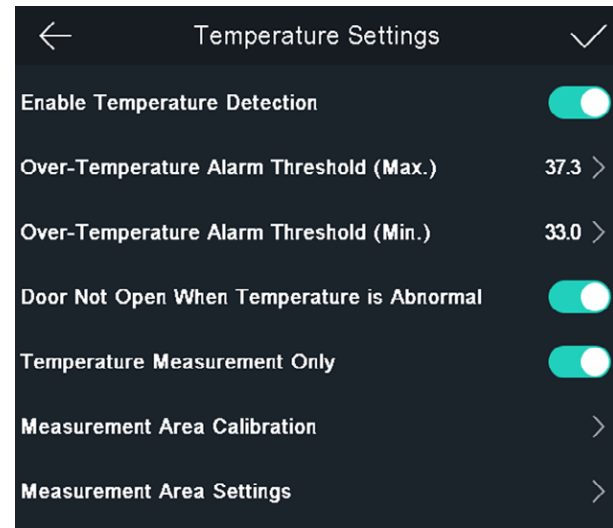 Temperature Settings
Enable Temperature Detection
Over-Temperature Alarm Threshold (Max.) 37.3
Over-Temperature Alarm Threshold (Min.) 33.0
Door Not Open When Temperature is Abnormal
Temperature Measurement Only
Measurement Area Calibration
Measurement Area Settings